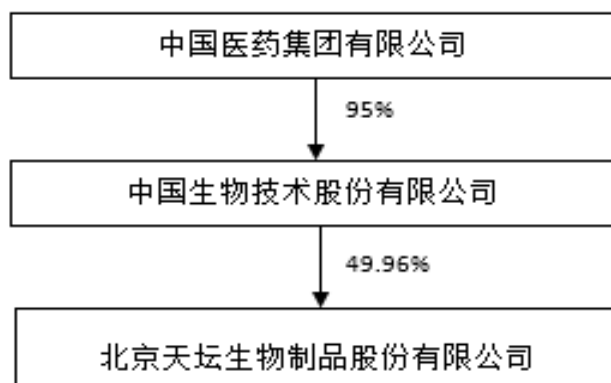 中国医药集团有限公司
95%
中国生物技术股份有限公司
49.96%
北京天坛生物制品股份有限公司